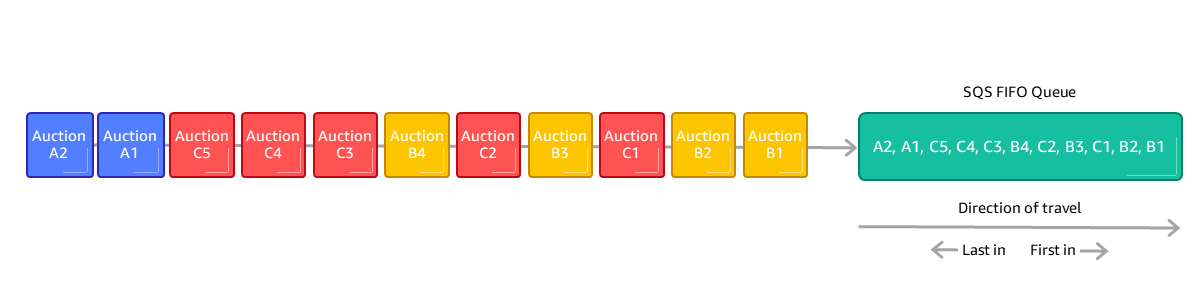 SQS FIFO Queue
Auction
A2
Auction
A1
Auction
C5
Auction
C4
Auction
C3
Auction
B4
Auction
C2
Auction
B3
Auction
C1
Auction
B2
Auction
B1
A2, A1, C5, C4, C3, B4, C2, B3, C1, B2, B1
Direction of travel
Last in
First in